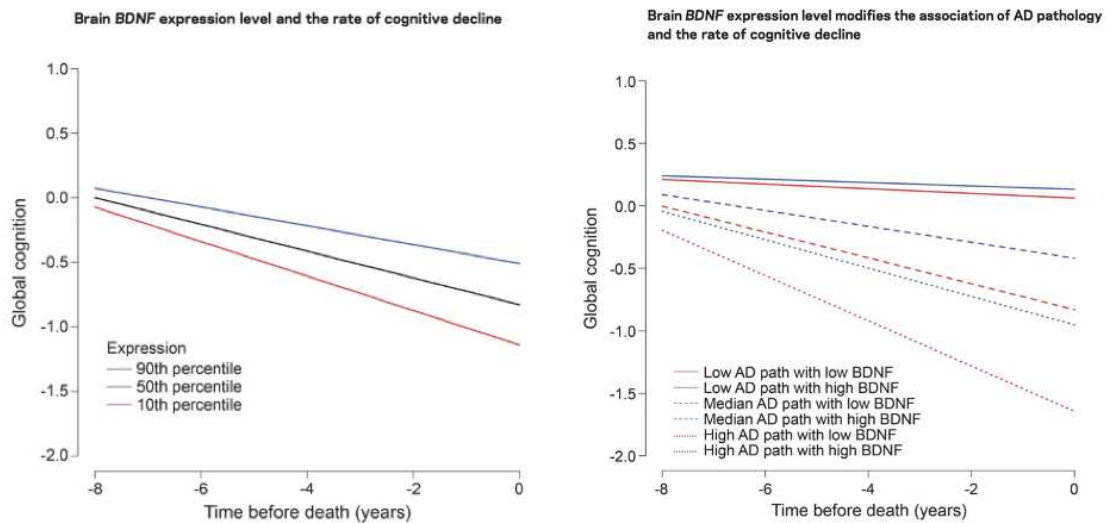 Brain BDNF expression level and the rate of cognitive decline
1.0
0.5
0.0
-0.5
-1.0
-1.5
-2.0
Global cognition
Expression
90th percentile
50th percentile
10th percentile
-8
-6
-4
-2
0
Time before death (years)
Brain BDNF expression level modifies the association of AD pathology
and the rate of cognitive decline
1.0
0.5
0.0
-0.5
-1.0
-1.5
-2.0
Global cognition
Low AD path with low BDNF
Low AD path with high BDNF
Median AD path with low BDNF
Median AD path with high BDNF
High AD path with low BDNF
High AD path with high BDNF
-8
-6
-4
-2
0
Time before death (years)